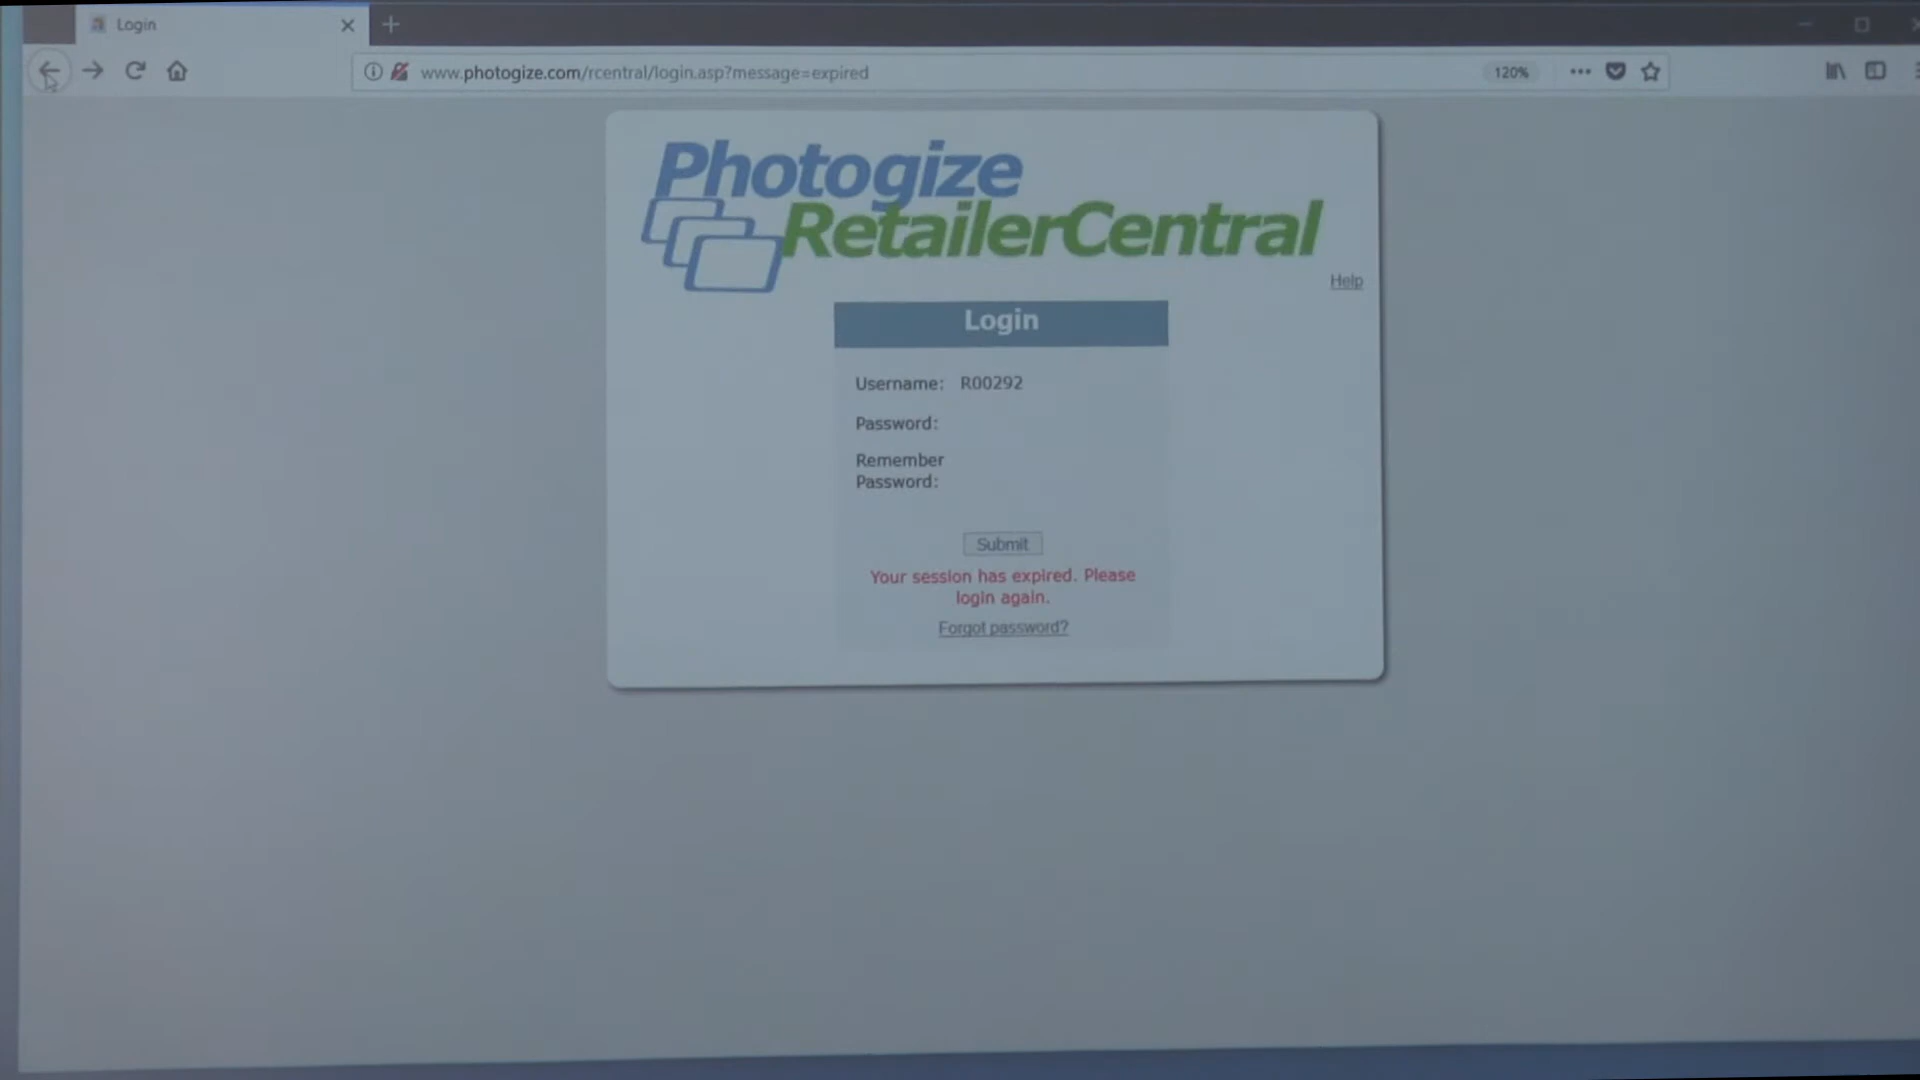 Login
www.photogize.com/rcentral/login.asp?message=expired
120%
Photogize
RetailerCentral
Help
Login
Username: R00292
Password:
Remember
Password:
Submit
Your session has expired. Please
login again.
Forgot password?